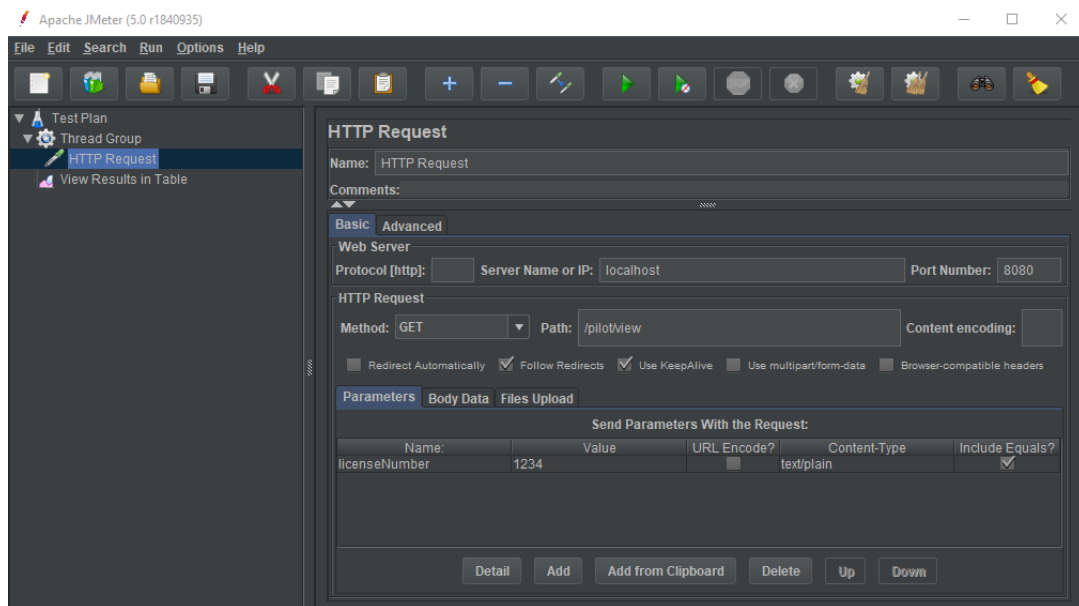 Apache JMeter (5.0 r1840935)
File Edit Search Run Options Help
STOP
Test Plan
Thread Group
HTTP Request
View Results in Table
HTTP Request
Name: HTTP Request
Comments:
Basic Advanced
Web Server
Protocol [http]: Server Name or IP: localhost Port Number: 8080
HTTP Request
Method: GET Path: /pilot/view Content encoding:
Redirect Automatically Follow Redirects Use KeepAlive Use multipart/form-data Browser-compatible headers
Parameters Body Data Files Upload
Send Parameters With the Request:
Name: Value URL Encode? Content-Type Include Equals?
licenseNumber 1234 text/plain
Detail Add Add from Clipboard Delete Up Down